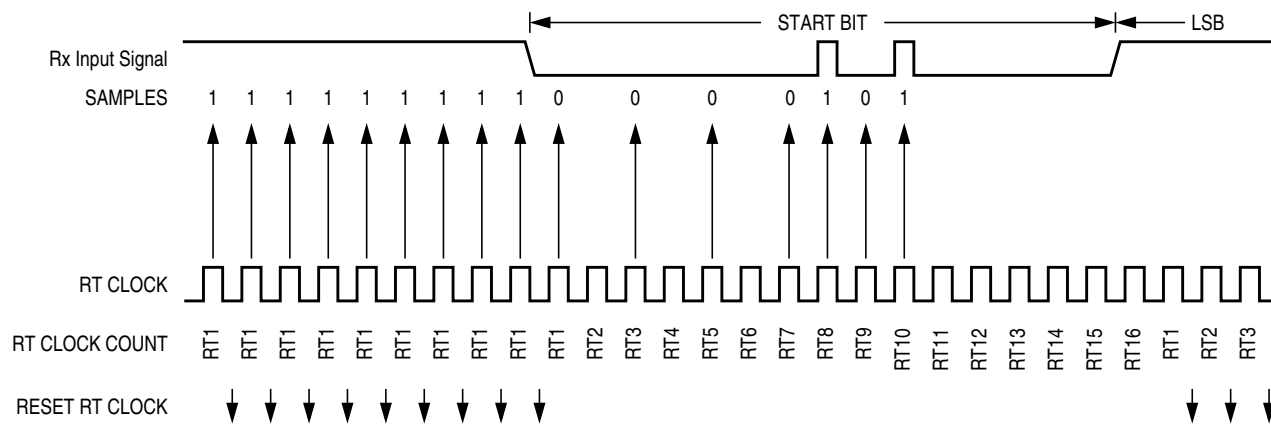 START BIT LSB
Rx Input Signal
SAMPLES 1 1 1 1 1 1 1 1 1 0 0 0 0 1 0 1
RT CLOCK
RT CLOCK COUNT RT1 RT1 RT1 RT1 RT1 RT1 RT1 RT1 RT1 RT1 RT2 RT3 RT4 RT5 RT6 RT7 RT8 RT9 RT10 RT11 RT12 RT13 RT14 RT15 RT16 RT1 RT2 RT3
RESET RT CLOCK